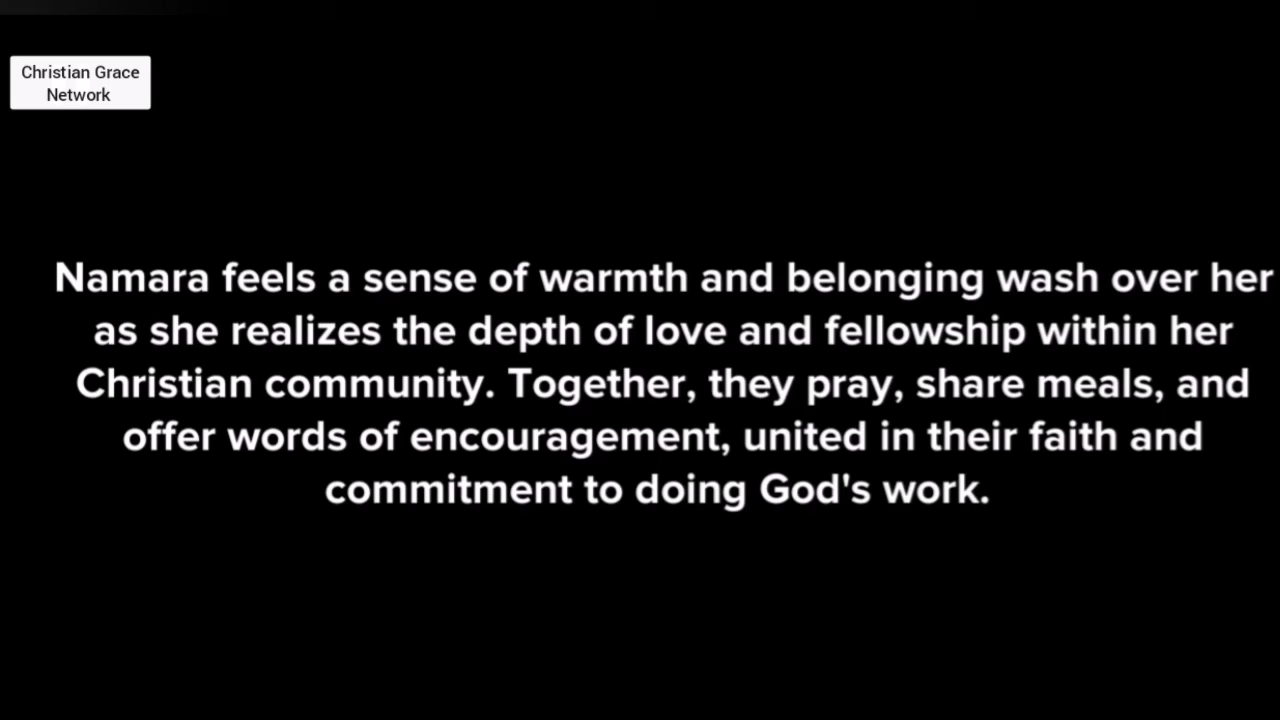 Christian Grace
Network
Namara feels a sense of warmth and belonging wash over her
as she realizes the depth of love and fellowship within her
Christian community. Together, they pray, share meals, and
offer words of encouragement, united in their faith and
commitment to doing God's work.